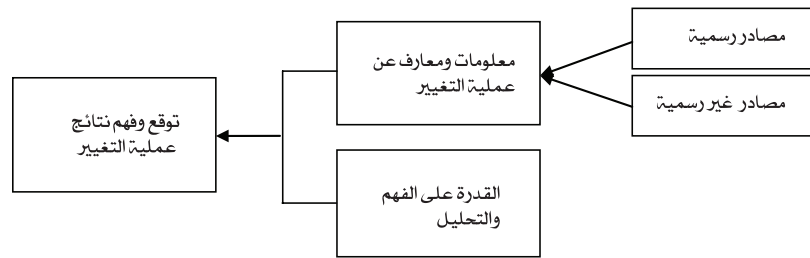 مصادر رسمية
مصادر غير رسمية
معلومات ومعارف عن
عملية التغيير
القدرة على الفهم
والتحليل
توقع وفهم نتائج
عملية التغيير